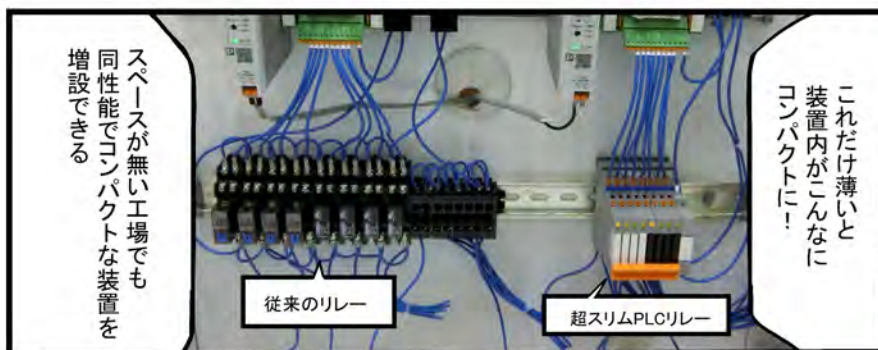 これだけ薄いと
装置内がこんなに
コンパクトに！
スペースが無い工場でも
同性能でコンパクトな装置を
増設できる
従来のリレー
超スリムPLCリレー